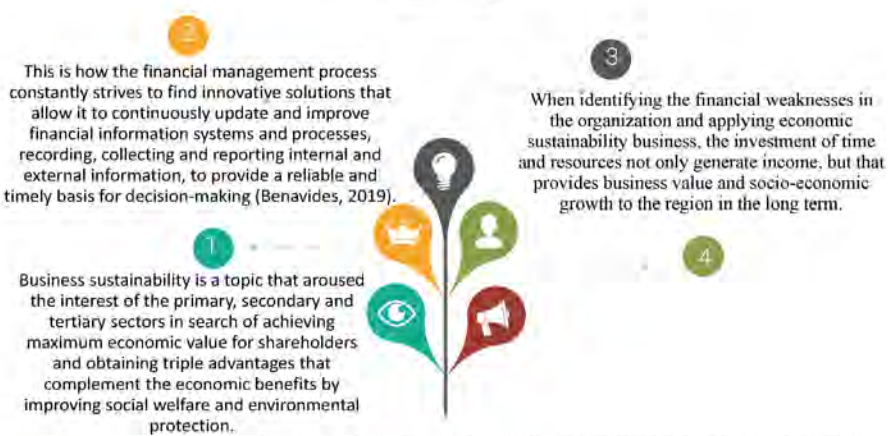 2
This is how the financial management process
constantly strives to find innovative solutions that
allow it to continuously update and improve
financial information systems and processes,
recording, collecting and reporting internal and
external information, to provide a reliable and
timely basis for decision-making (Benavides, 2019).
1
Business sustainability is a topic that aroused
the interest of the primary, secondary and
tertiary sectors in search of achieving
maximum economic value for shareholders
and obtaining triple advantages that
complement the economic benefits by
improving social welfare and environmental
protection.
3
When identifying the financial weaknesses in
the organization and applying economic
sustainability business, the investment of time
and resources not only generate income, but that
provides business value and socio-economic
growth to the region in the long term.
4